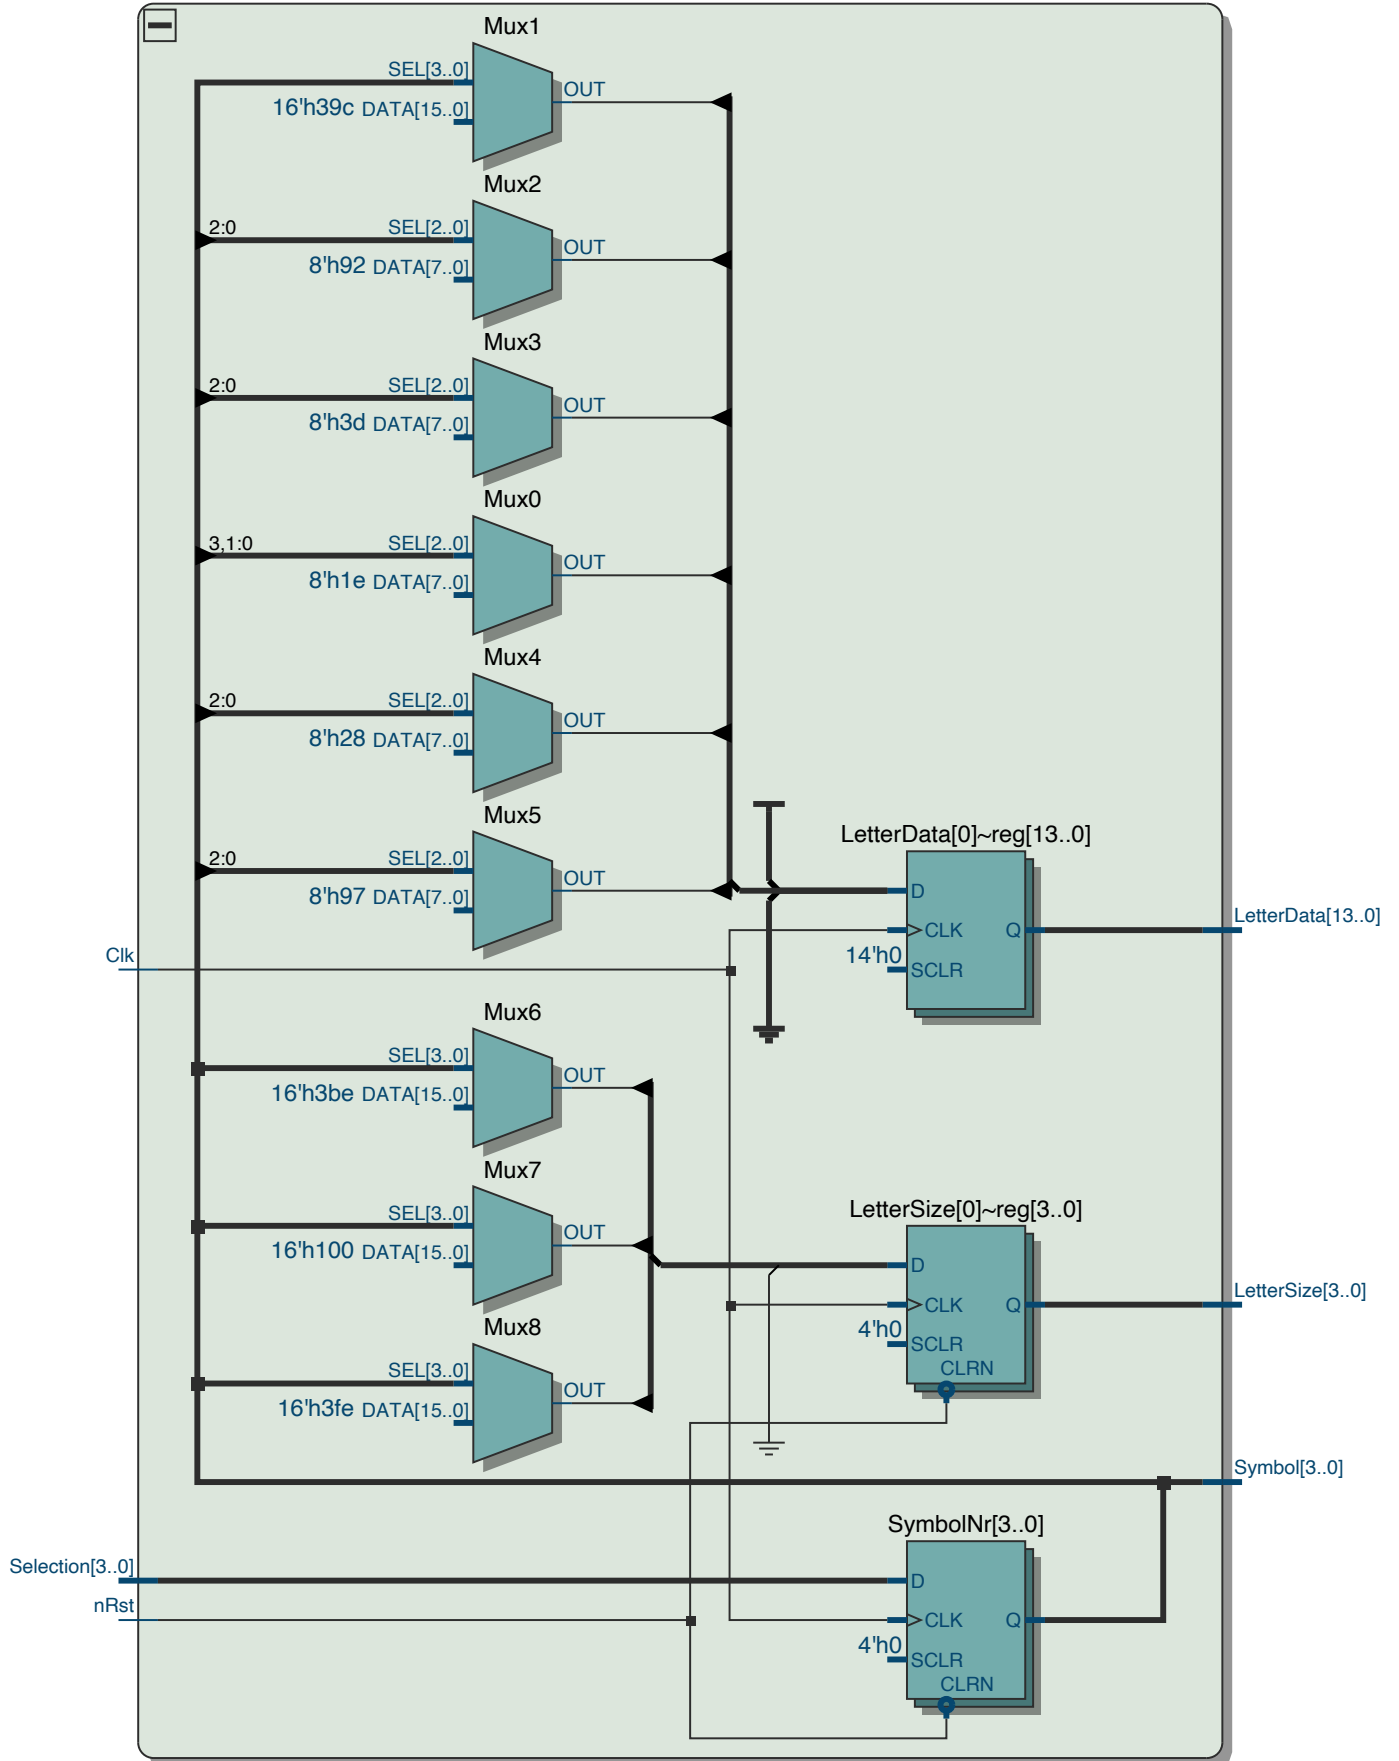 Mux1
SEL[3..0]
16'h39c DATA[15..0]
OUT
Mux2
2:0
SEL[2..0]
8'h92 DATA[7..0]
OUT
Mux3
2:0
SEL[2..0]
8'h3d DATA[7..0]
OUT
Mux0
3,1:0
SEL[2..0]
8'h1e DATA[7..0]
OUT
Mux4
2:0
SEL[2..0]
8'h28 DATA[7..0]
OUT
Mux5
2:0
SEL[2..0]
8'h97 DATA[7..0]
OUT
LetterData[0]~reg[13..0]
D
CLK
Q
14'h0
SCLR
LetterData[13..0]
Clk
Mux6
SEL[3..0]
16'h3be DATA[15..0]
OUT
Mux7
SEL[3..0]
16'h100 DATA[15..0]
OUT
LetterSize[0]~reg[3..0]
D
CLK
Q
4'h0
SCLR
CLRN
LetterSize[3..0]
Mux8
SEL[3..0]
16'h3fe DATA[15..0]
OUT
Symbol[3..0]
SymbolNr[3..0]
Selection[3..0]
D
nRst
CLK
Q
4'h0
SCLR
CLRN